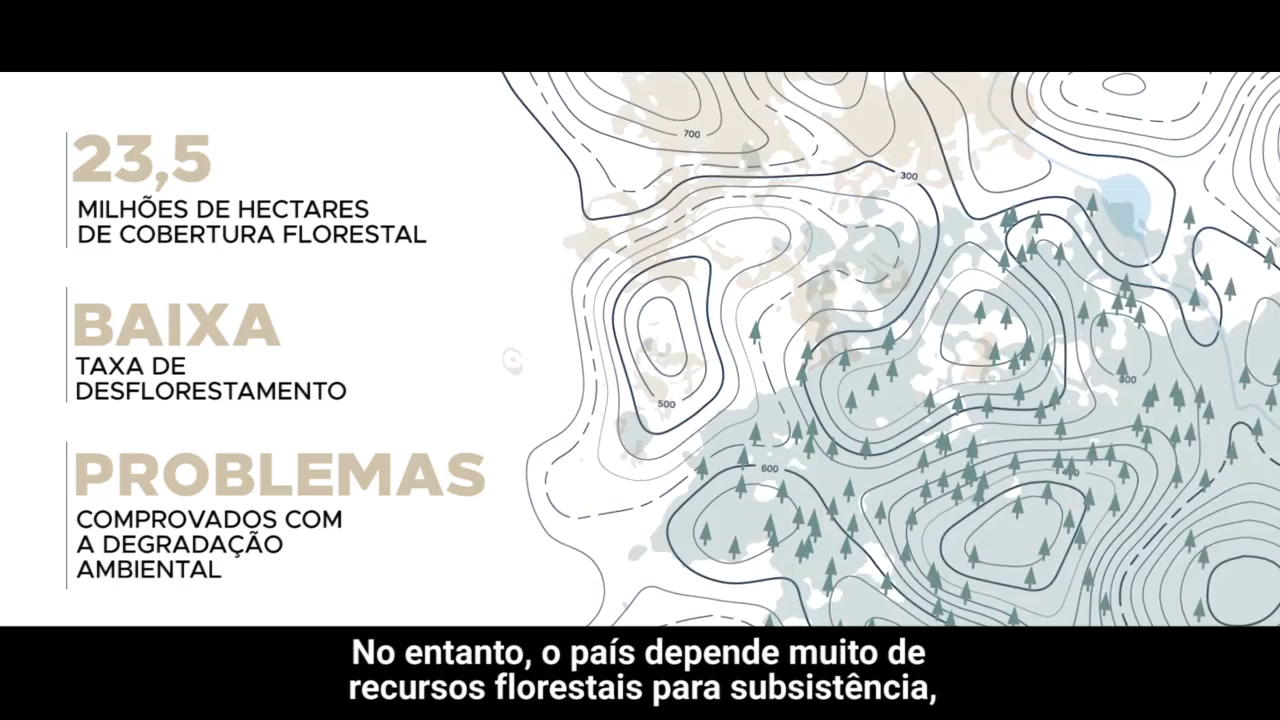 23,5
MILHÕES DE HECTARES
DE COBERTURA FLORESTAL
BAIXA
TAXA DE
DESFLORESTAMENTO
PROBLEMAS
COMPROVADOS COM
A DEGRADAÇÃO
AMBIENTAL
700
300
500
600
No entanto, o país depende muito de
recursos florestais para subsistência,